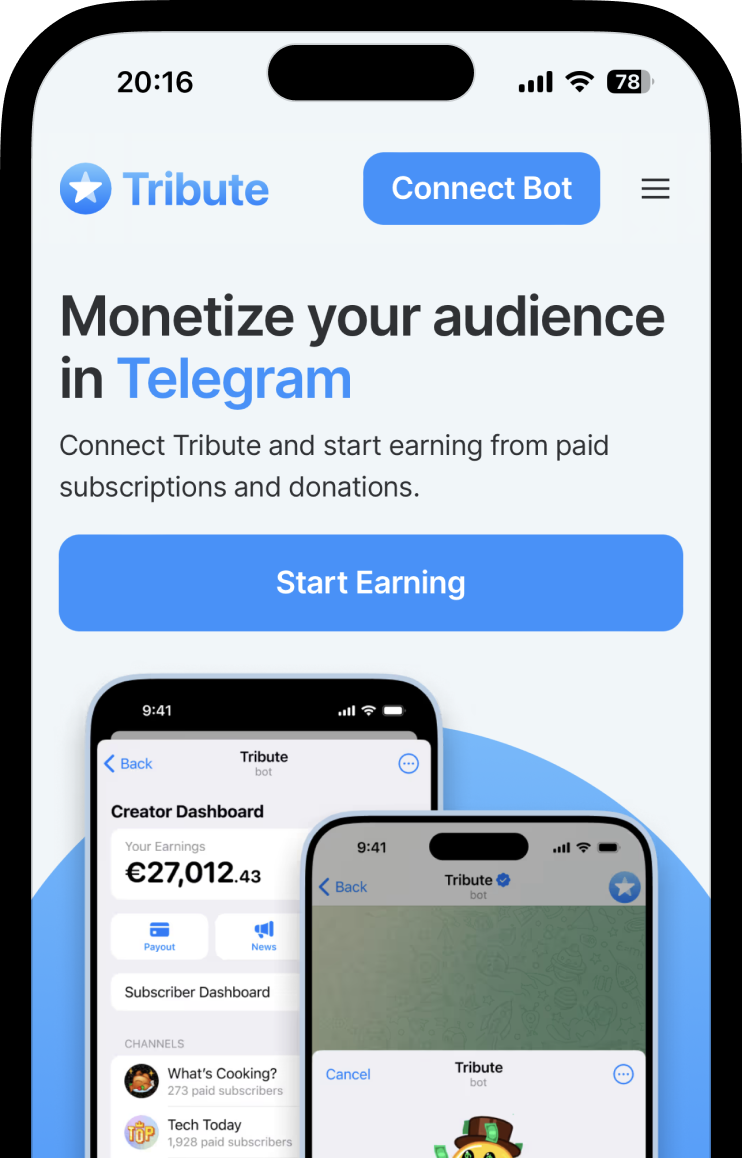 20:16
78
Tribute
Connect Bot
Monetize your audience
in Telegram
Connect Tribute and start earning from paid
subscriptions and donations.
Start Earning
9:41
Back
Tribute
bot
Creator Dashboard
Your Earnings
€27,012.43
Payout
News
Subscriber Dashboard
CHANNELS
What's Cooking?
273 paid subscribers
TOP
Tech Today
1,928 paid subscribers
9:41
Back
Tribute
bot
Cancel
Tribute
bot